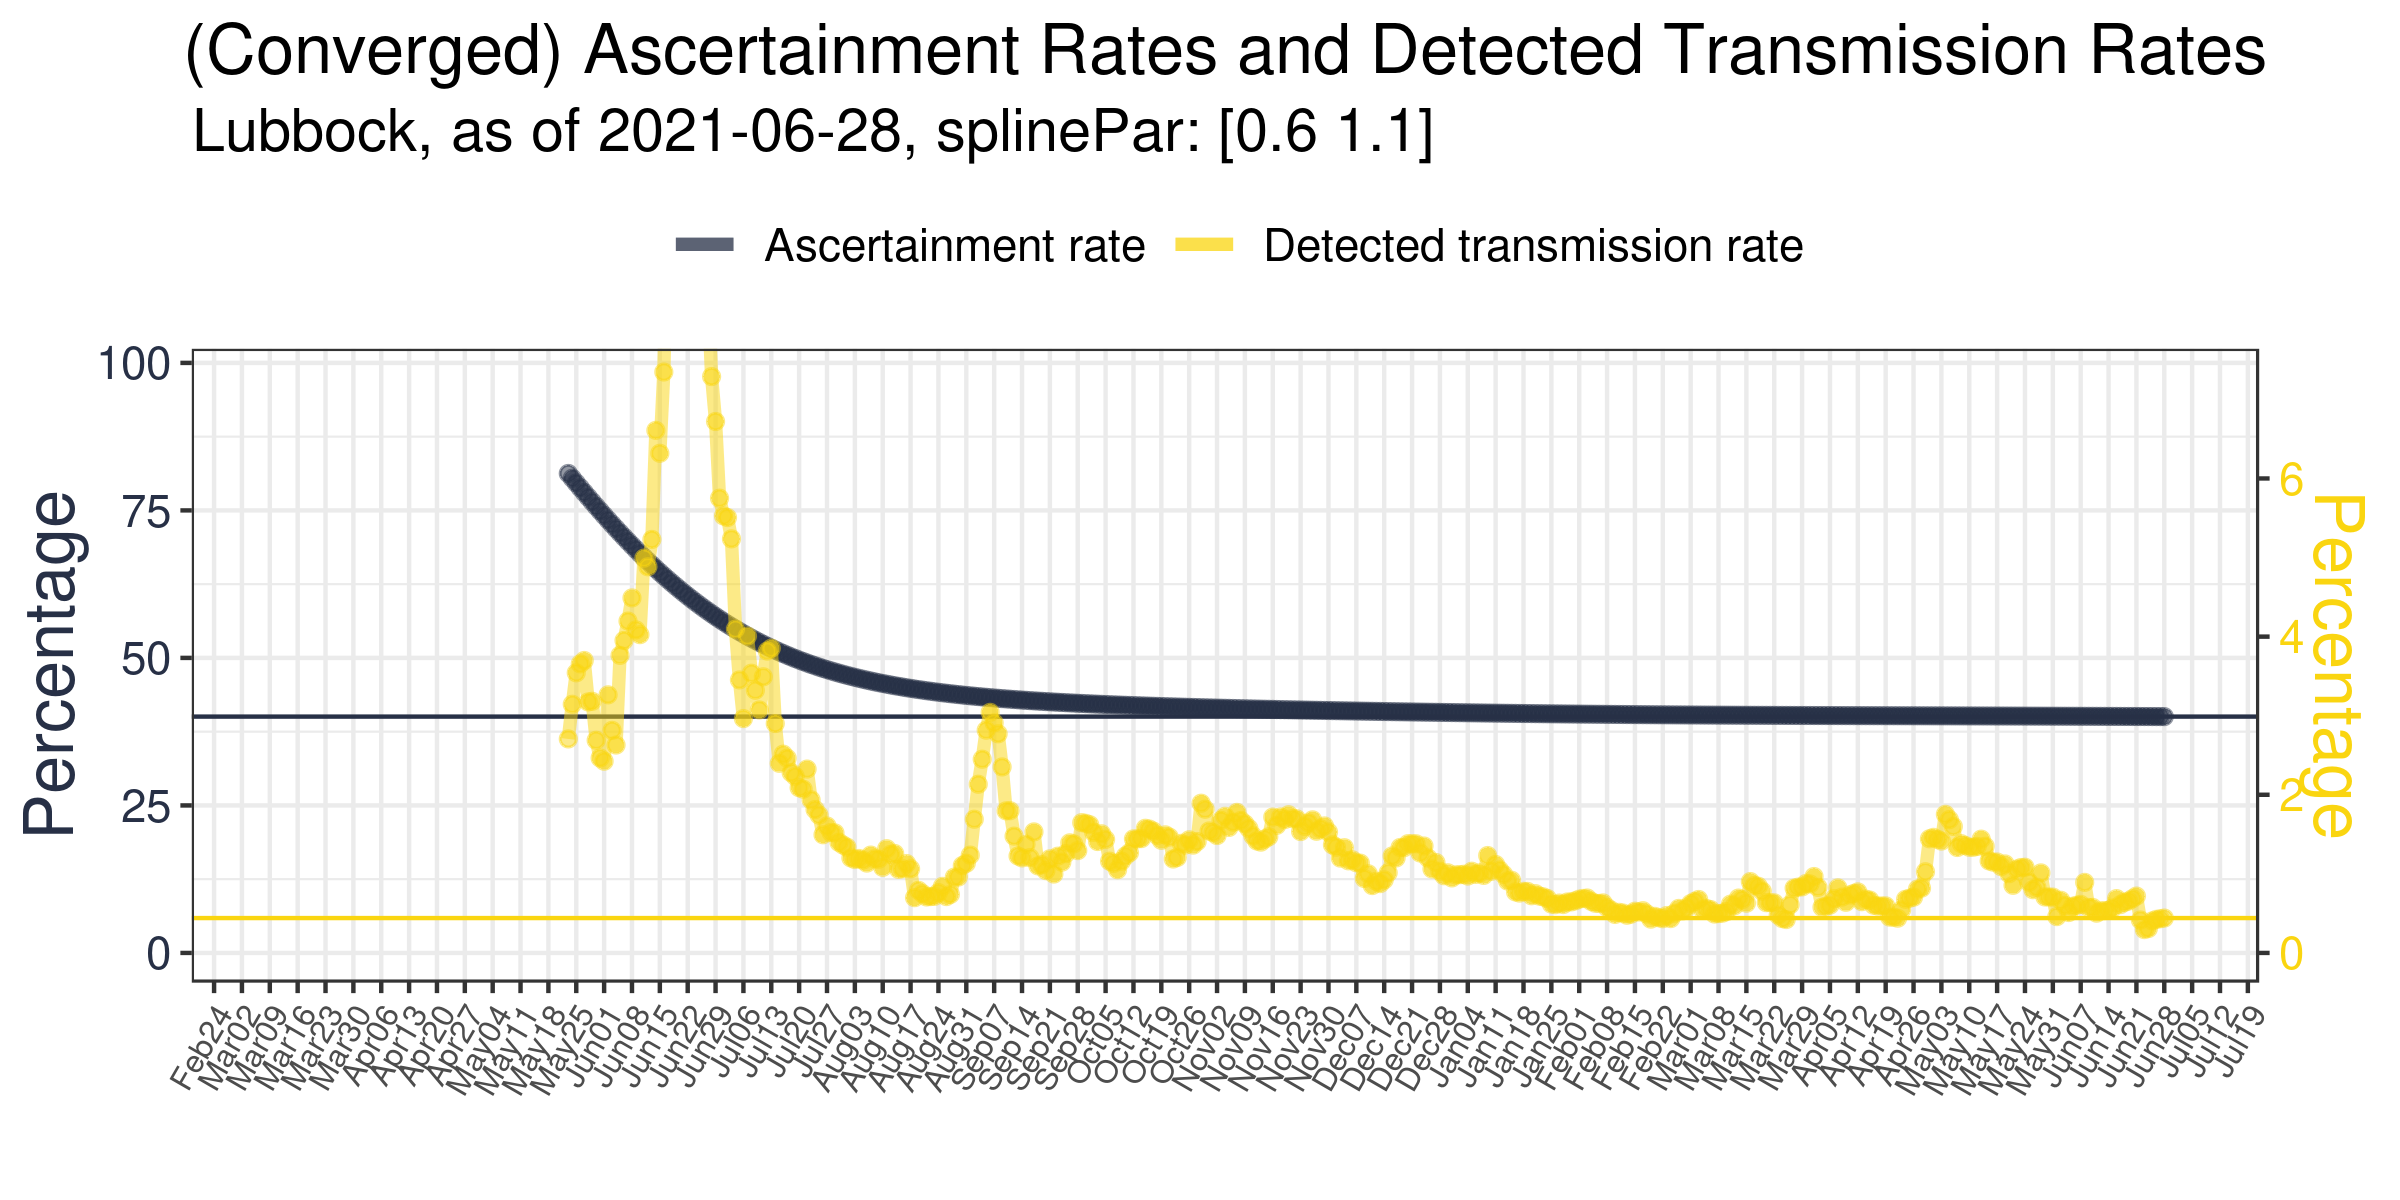 (Converged) Ascertainment Rates and Detected Transmission Rates
Lubbock, as of 2021-06-28, splinePar: [0.6 1.1]
Ascertainment rate
Detected transmission rate
Percentage
100
75
50
25
0
6
4
2
0
Percentage
Feb24
Mar02
Mar09
Mar16
Mar23
Mar30
Apr06
Apr13
Apr20
Apr27
May04
May11
May18
May25
Jun01
Jun08
Jun15
Jun22
Jun29
Jul06
Jul13
Jul20
Jul27
Aug03
Aug10
Aug17
Aug24
Aug31
Sep07
Sep14
Sep21
Sep28
Oct05
Oct12
Oct19
Oct26
Nov02
Nov09
Nov16
Nov23
Nov30
Dec07
Dec14
Dec21
Dec28
Jan04
Jan11
Jan18
Jan25
Feb01
Feb08
Feb15
Feb22
Mar01
Mar08
Mar15
Mar22
Mar29
Apr05
Apr12
Apr19
Apr26
May03
May10
May17
May24
May31
Jun07
Jun14
Jun21
Jun28
Jul05
Jul12
Jul19